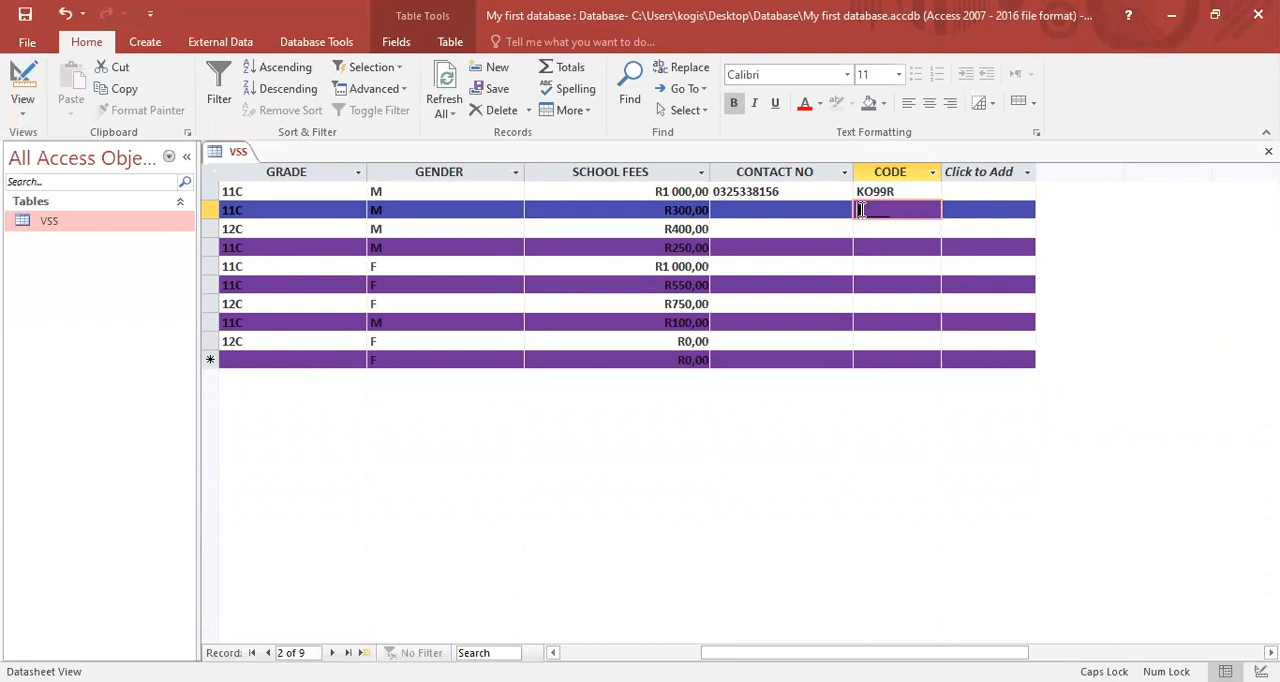 Table Tools
My first database : Database- C:\Users\kogis\Desktop\Database\My first database.accdb (Access 2007 - 2016 file format) -...
?
File Home Create External Data Database Tools Fields Table Tell me what you want to do...
View
Views
Paste
Cut
Copy
Format Painter
Clipboard
Filter
Ascending
Descending
Remove Sort
Selection
Advanced
Toggle Filter
Sort & Filter
Refresh
All
New
Save
Delete
Totals
Spelling
More
Records
Find
Replace
Go To
Select
Find
Calibri 11
B I U A
Text Formatting
All Access Obje...
Search...
Tables
VSS
VSS
GRADE GENDER SCHOOL FEES CONTACT NO CODE Click to Add
11C M R1 000,00 0325338156 KO99R
11C M R300,00
12C M R400,00
11C M R250,00
11C F R1 000,00
11C F R550,00
12C F R750,00
11C M R100,00
12C F R0,00
* F R0,00
Record: 2 of 9 No Filter Search
Datasheet View Caps Lock Num Lock